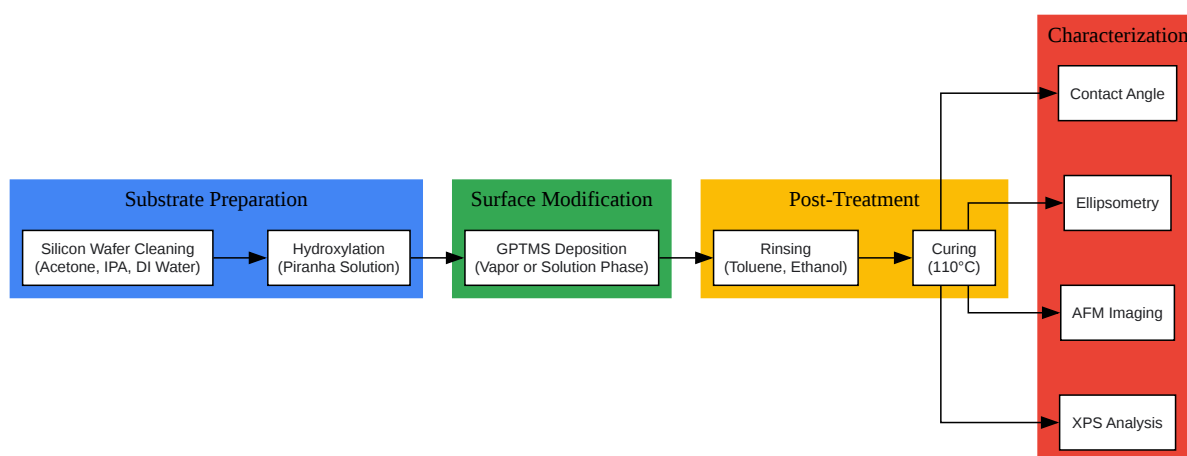 Characterization
Contact Angle
Substrate Preparation
Surface Modification
Post-Treatment
Ellipsometry
Silicon Wafer Cleaning
(Acetone, IPA, DI Water)
Hydroxylation
(Piranha Solution)
GPTMS Deposition
(Vapor or Solution Phase)
Rinsing
(Toluene, Ethanol)
Curing
(110°C)
AFM Imaging
XPS Analysis